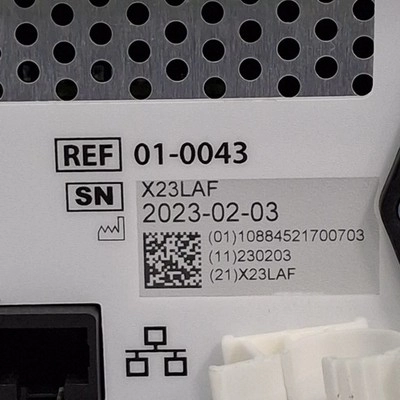 REF 01-0043
SN X23LAF
2023-02-03
(01)10884521700703
(11)230203
(21)X23LAF